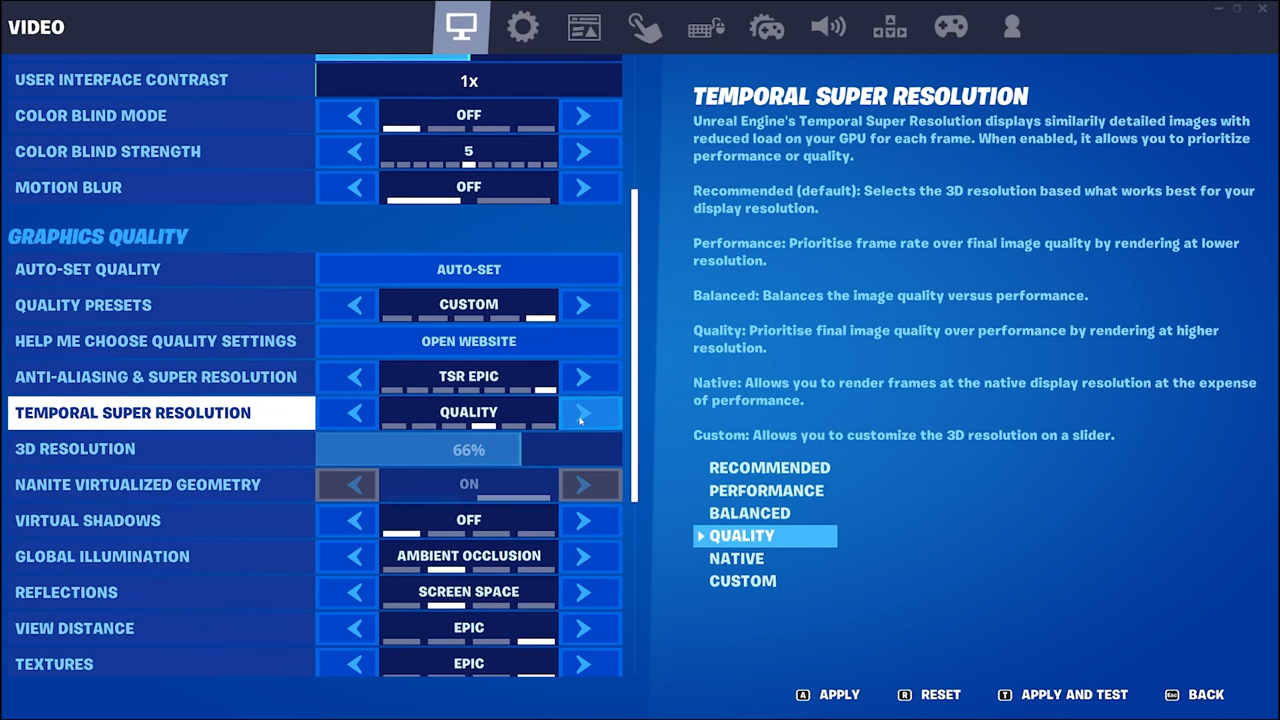 VIDEO
USER INTERFACE CONTRAST 1x
COLOR BLIND MODE OFF
COLOR BLIND STRENGTH 5
MOTION BLUR OFF
GRAPHICS QUALITY
AUTO-SET QUALITY AUTO-SET
QUALITY PRESETS CUSTOM
HELP ME CHOOSE QUALITY SETTINGS OPEN WEBSITE
ANTI-ALIASING & SUPER RESOLUTION TSR EPIC
TEMPORAL SUPER RESOLUTION QUALITY
3D RESOLUTION 66%
NANITE VIRTUALIZED GEOMETRY ON
VIRTUAL SHADOWS OFF
GLOBAL ILLUMINATION AMBIENT OCCLUSION
REFLECTIONS SCREEN SPACE
VIEW DISTANCE EPIC
TEXTURES EPIC
TEMPORAL SUPER RESOLUTION
Unreal Engine's Temporal Super Resolution displays similarily detailed images with
reduced load on your GPU for each frame. When enabled, it allows you to prioritize
performance or quality.
Recommended (default): Selects the 3D resolution based what works best for your
display resolution.
Performance: Prioritise frame rate over final image quality by rendering at lower
resolution.
Balanced: Balances the image quality versus performance.
Quality: Prioritise final image quality over performance by rendering at higher
resolution.
Native: Allows you to render frames at the native display resolution at the expense
of performance.
Custom: Allows you to customize the 3D resolution on a slider.
RECOMMENDED
PERFORMANCE
BALANCED
QUALITY
NATIVE
CUSTOM
A APPLY R RESET T APPLY AND TEST Esc BACK